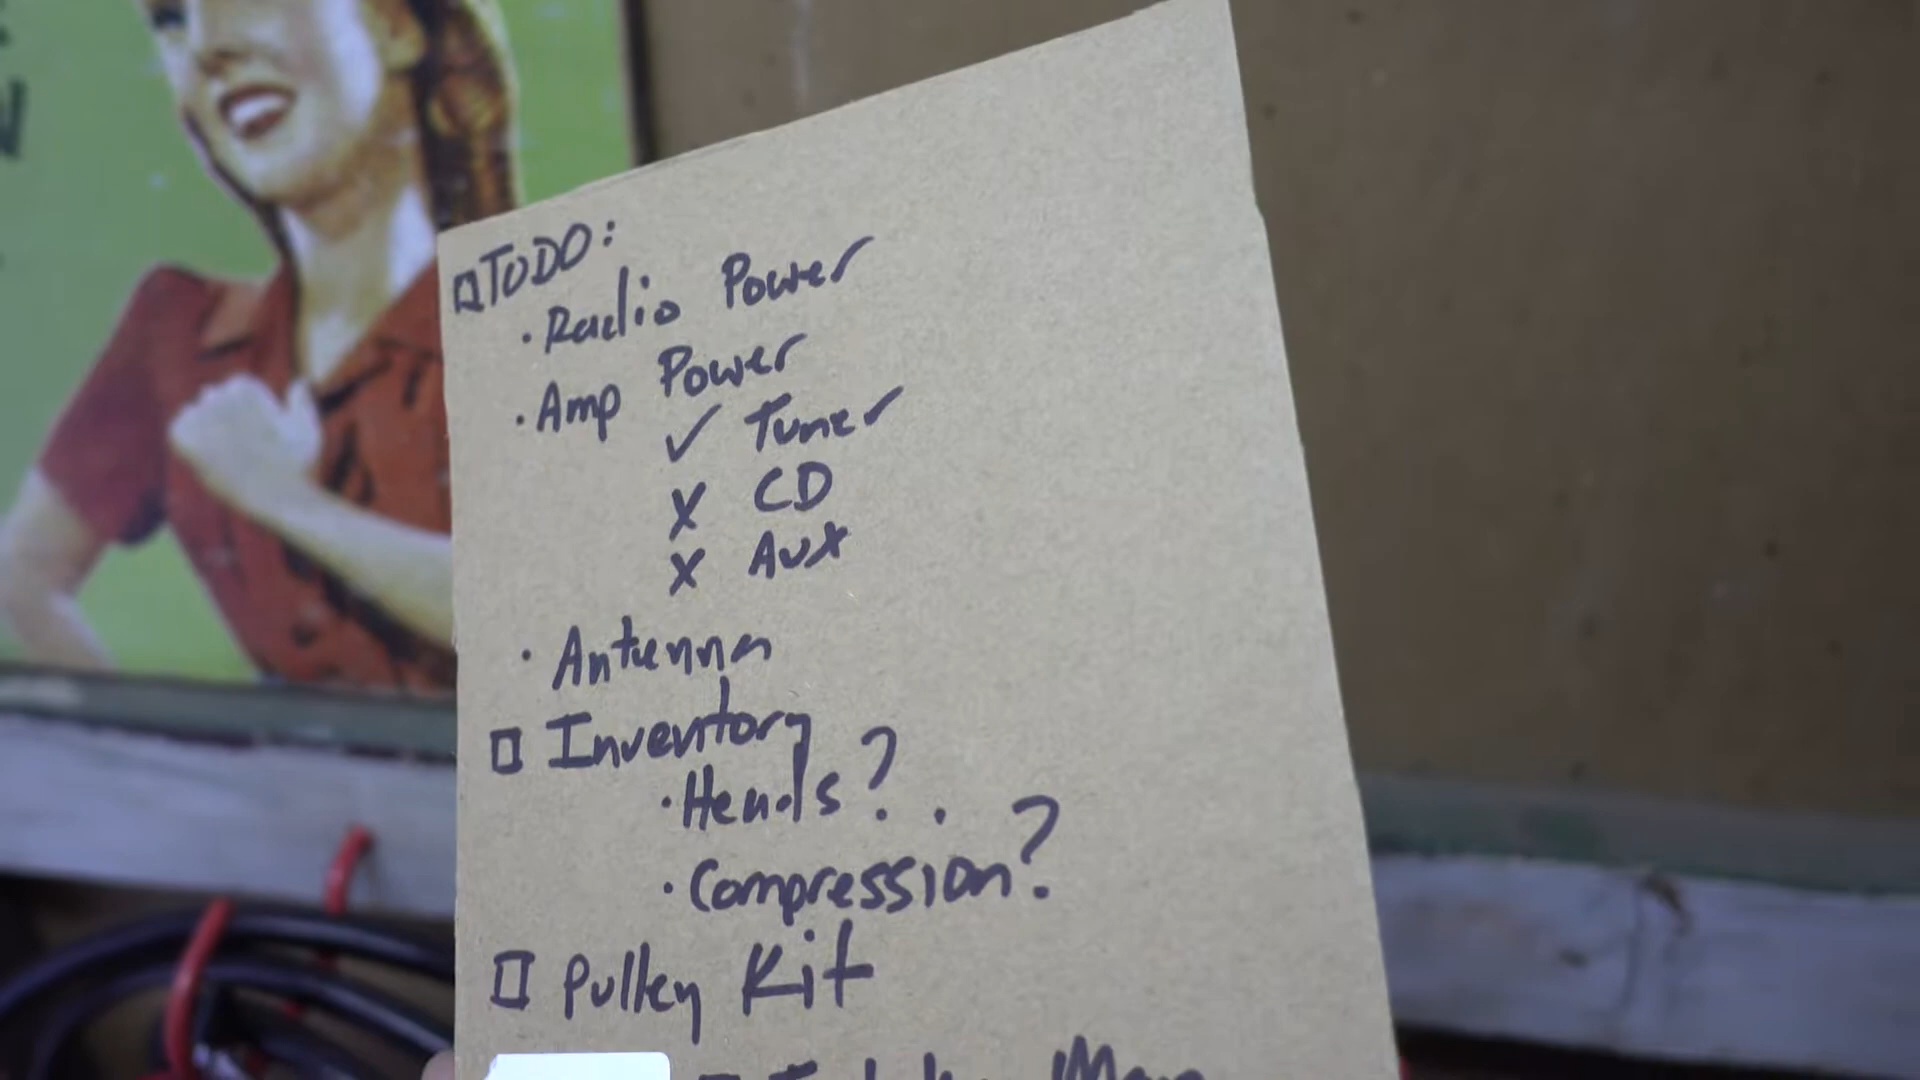 ☐ TODO:
· Radio Power
· Amp Power
✓ Tuner
X CD
X Aux
· Antenna
☐ Inventory
· Heads?
· Compression?
☐ Pulley Kit